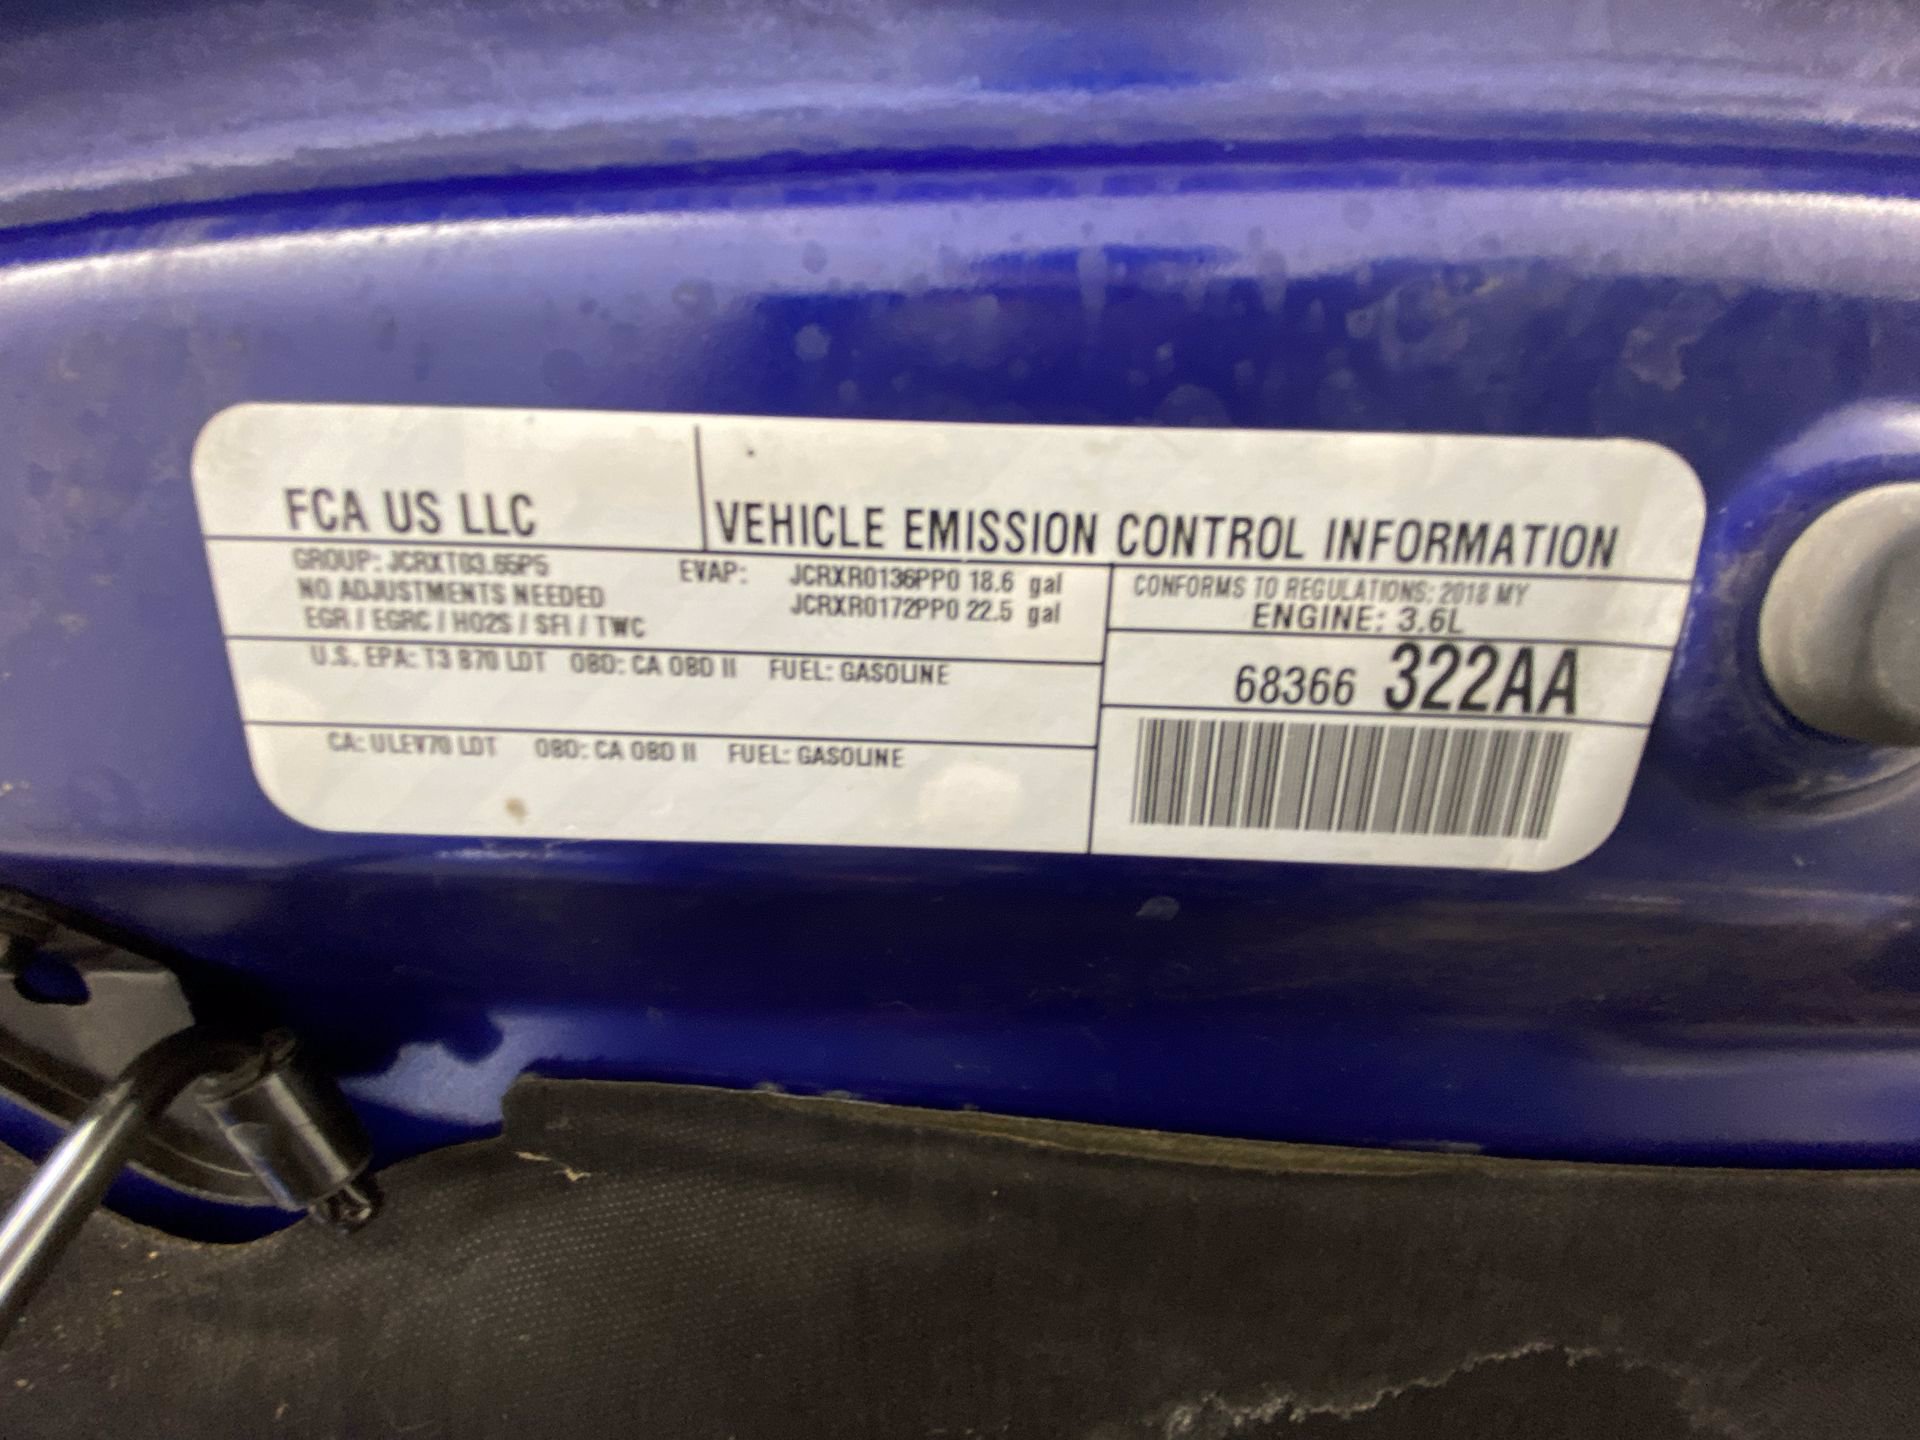 FCA US LLC
VEHICLE EMISSION CONTROL INFORMATION
GROUP: JCRXT03.65P5
NO ADJUSTMENTS NEEDED
EGR / EGRC / HO2S / SFI / TWC
EVAP: JCRXR0136PP0 18.6 gal
JCRXR0172PP0 22.5 gal
CONFORMS TO REGULATIONS: 2018 MY
ENGINE: 3.6L
U.S. EPA: T3 B70 LDT OBD: CA OBD II FUEL: GASOLINE
68366 322AA
CA: ULEV70 LDT OBD: CA OBD II FUEL: GASOLINE